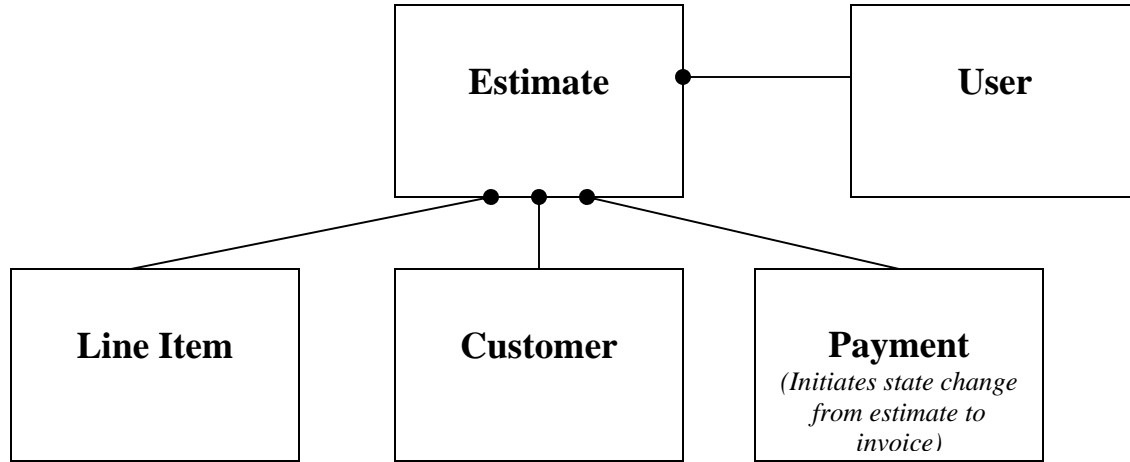 Estimate
User
Line Item
Customer
Payment
(Initiates state change
from estimate to
invoice)